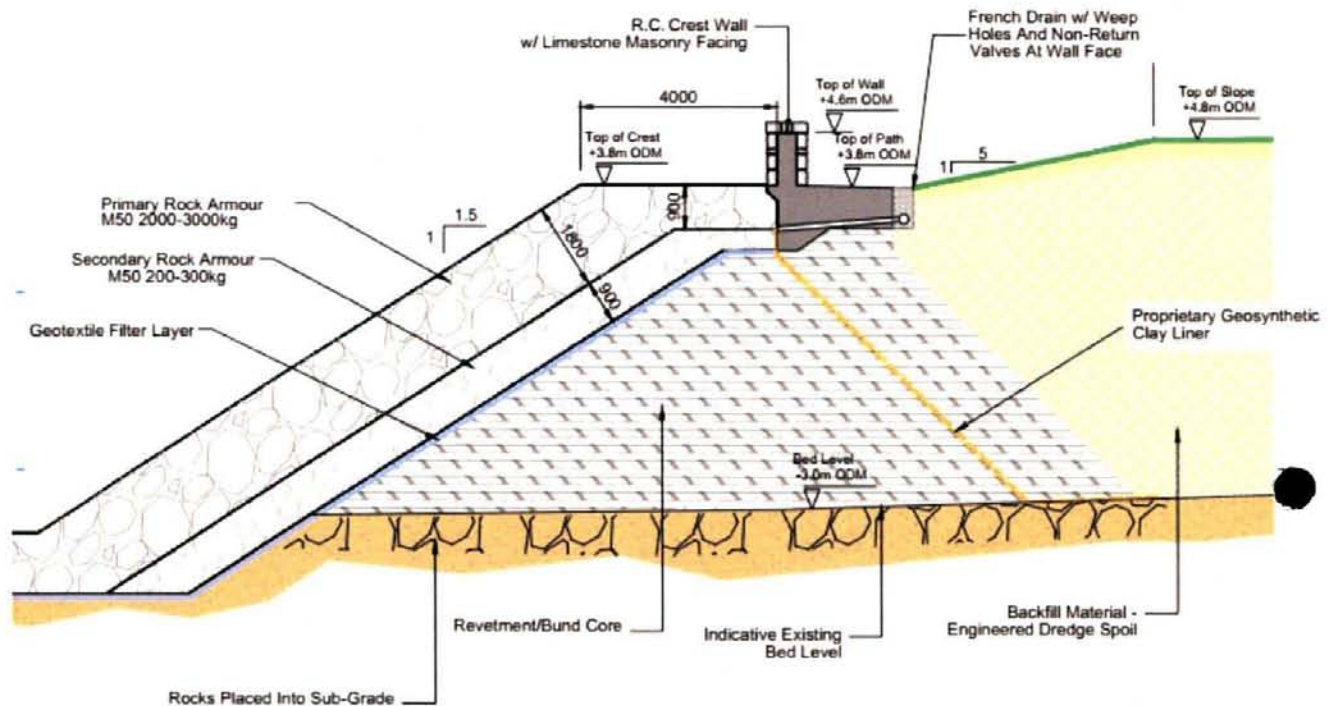 R.C. Crest Wall
w/ Limestone Masonry Facing
French Drain w/ Weep
Holes And Non-Return
Valves At Wall Face
4000
Top of Wall
+4.6m ODM
Top of Slope
+4.8m ODM
Top of Crest
+3.8m ODM
Top of Path
+3.8m ODM
1
5
Primary Rock Armour
M50 2000-3000kg
1
1.5
900
1800
900
Secondary Rock Armour
M50 200-300kg
Geotextile Filter Layer
Proprietary Geosynthetic
Clay Liner
Bed Level
-3.0m ODM
Revetment/Bund Core
Indicative Existing
Bed Level
Backfill Material -
Engineered Dredge Spoil
Rocks Placed Into Sub-Grade